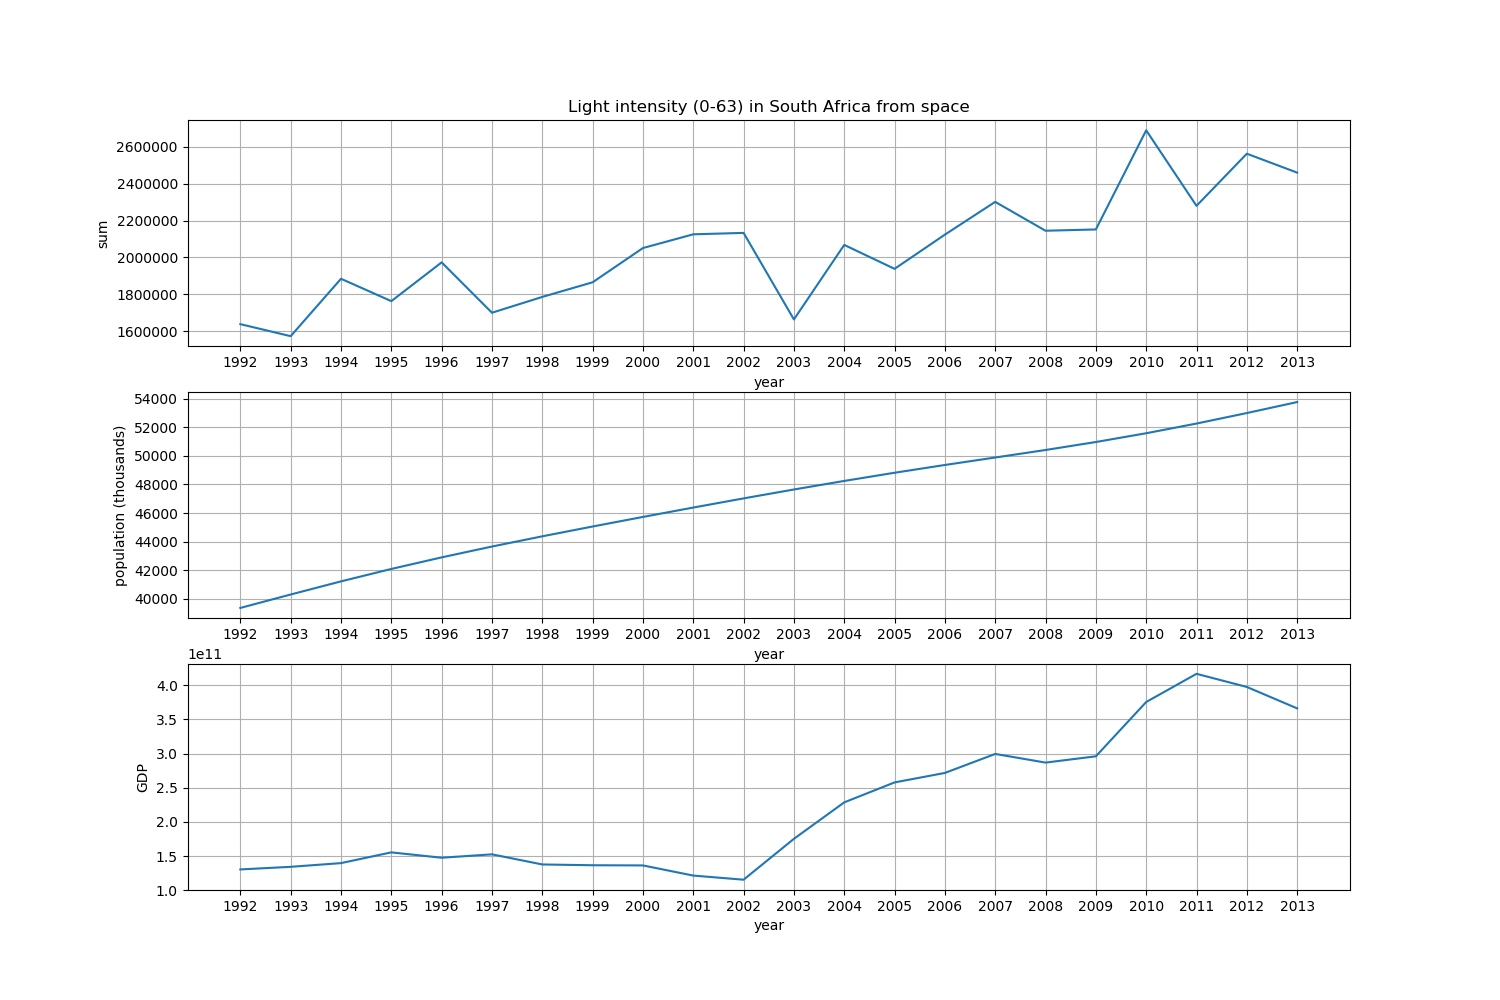 Light intensity (0-63) in South Africa from space
2600000
2400000
2200000
2000000
1800000
1600000
sum
1992 1993 1994 1995 1996 1997 1998 1999 2000 2001 2002 2003 2004 2005 2006 2007 2008 2009 2010 2011 2012 2013
year
54000
52000
50000
48000
46000
44000
42000
40000
population (thousands)
1992 1993 1994 1995 1996 1997 1998 1999 2000 2001 2002 2003 2004 2005 2006 2007 2008 2009 2010 2011 2012 2013
year
1e11
4.0
3.5
3.0
2.5
2.0
1.5
1.0
GDP
1992 1993 1994 1995 1996 1997 1998 1999 2000 2001 2002 2003 2004 2005 2006 2007 2008 2009 2010 2011 2012 2013
year